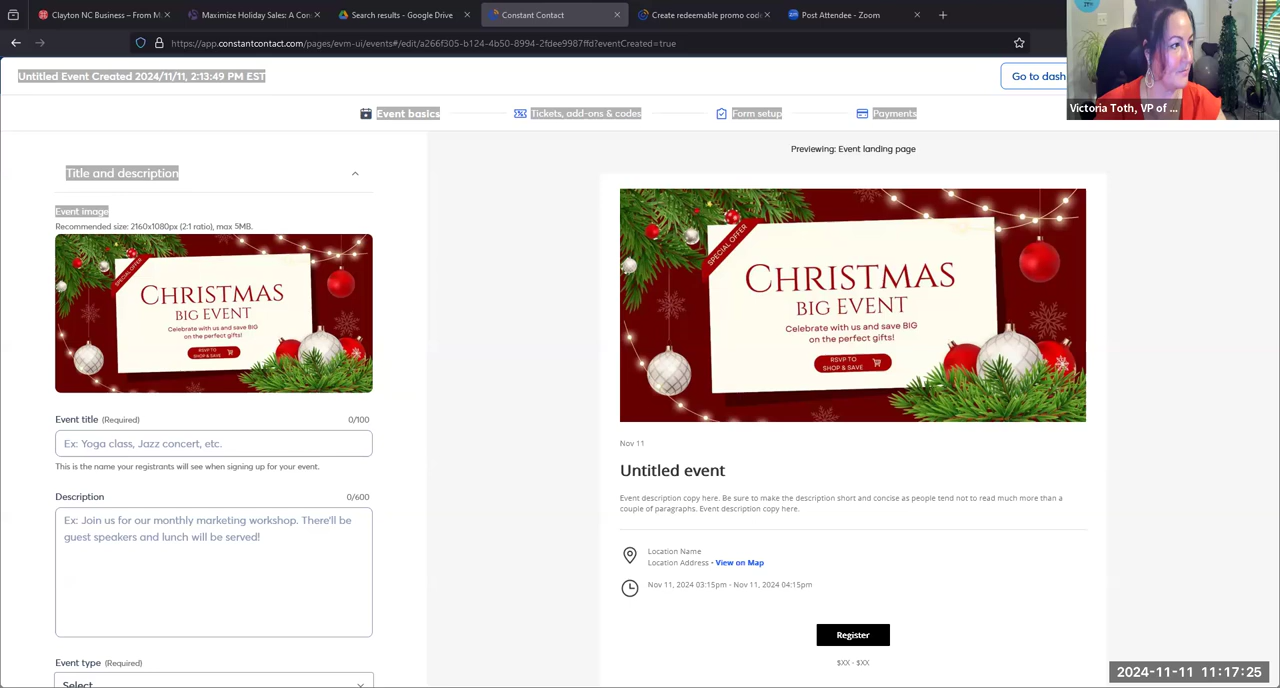 Clayton NC Business – From M
Maximize Holiday Sales: A Con
Search results - Google Drive
Constant Contact
Create redeemable promo code
Post Attendee - Zoom
https://app.constantcontact.com/pages/evm-ui/events#/edit/a266f305-b124-4b50-8994-2fdee9987ffd?eventCreated=true
Untitled Event Created 2024/11/11, 2:13:49 PM EST
Go to dash
Victoria Toth, VP of ...
Event basics
Tickets, add-ons & codes
Form setup
Payments
Previewing: Event landing page
Title and description
Event image
Recommended size: 2160x1080px (2:1 ratio), max 5MB.
SPECIAL OFFER
CHRISTMAS
BIG EVENT
Celebrate with us and save BIG
on the perfect gifts!
RSVP TO
SHOP & SAVE
SPECIAL OFFER
CHRISTMAS
BIG EVENT
Celebrate with us and save BIG
on the perfect gifts!
RSVP TO
SHOP & SAVE
Event title (Required)
0/100
Ex: Yoga class, Jazz concert, etc.
This is the name your registrants will see when signing up for your event.
Description
0/600
Ex: Join us for our monthly marketing workshop. There'll be
guest speakers and lunch will be served!
Event type (Required)
Select
Nov 11
Untitled event
Event description copy here. Be sure to make the description short and concise as people tend not to read much more than a
couple of paragraphs. Event description copy here.
Location Name
Location Address • View on Map
Nov 11, 2024 03:15pm - Nov 11, 2024 04:15pm
Register
$XX - $XX
2024-11-11 11:17:25